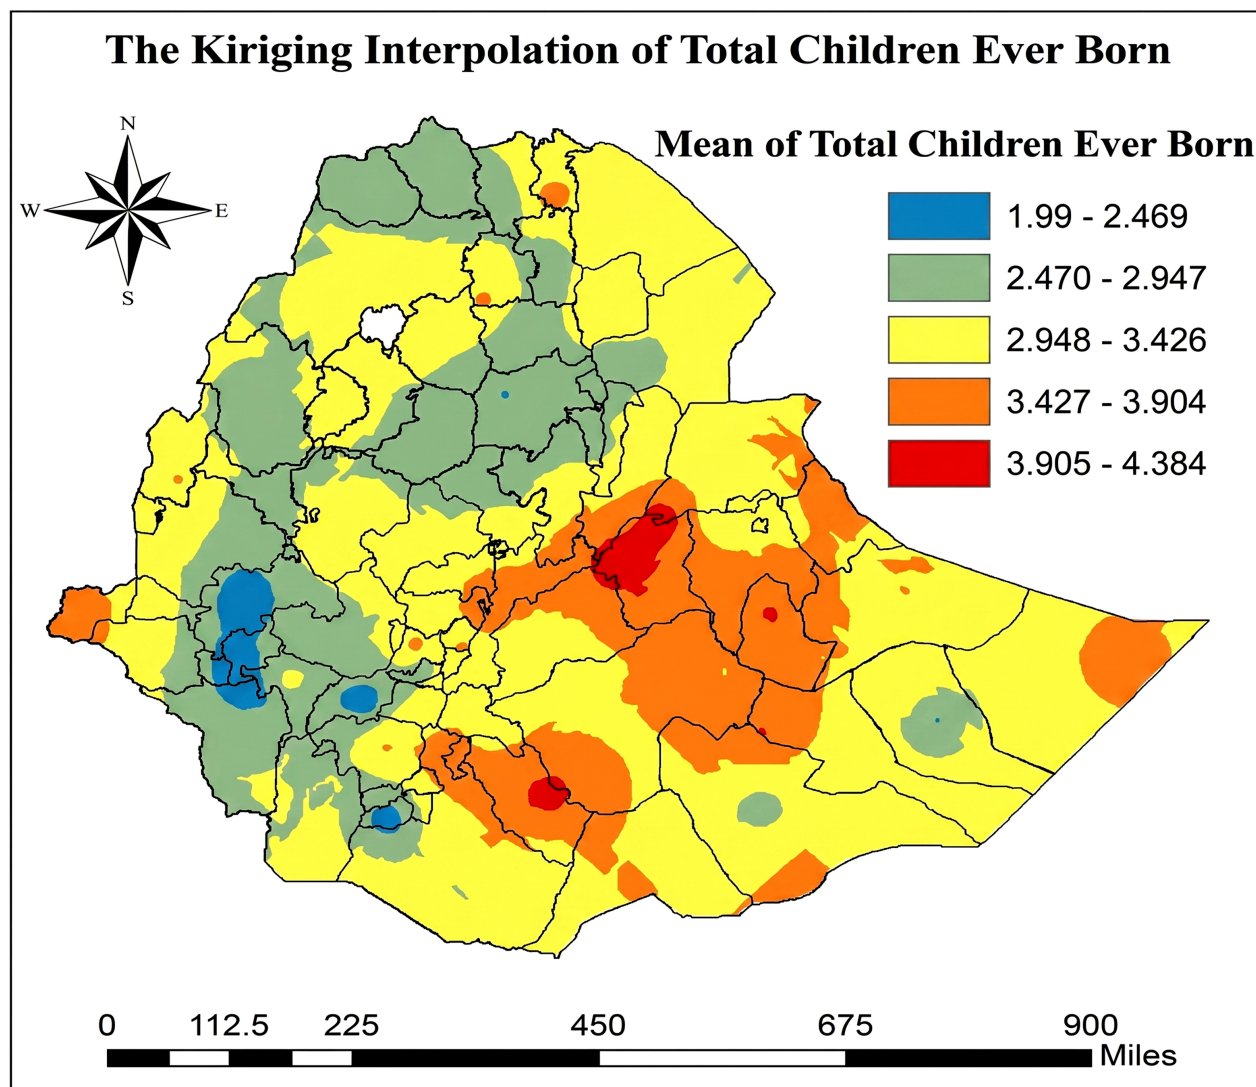 The Kiriging Interpolation of Total Children Ever Born
N
W
E
S
Mean of Total Children Ever Born
1.99 - 2.469
2.470 - 2.947
2.948 - 3.426
3.427 - 3.904
3.905 - 4.384
0 112.5 225 450 675 900
Miles